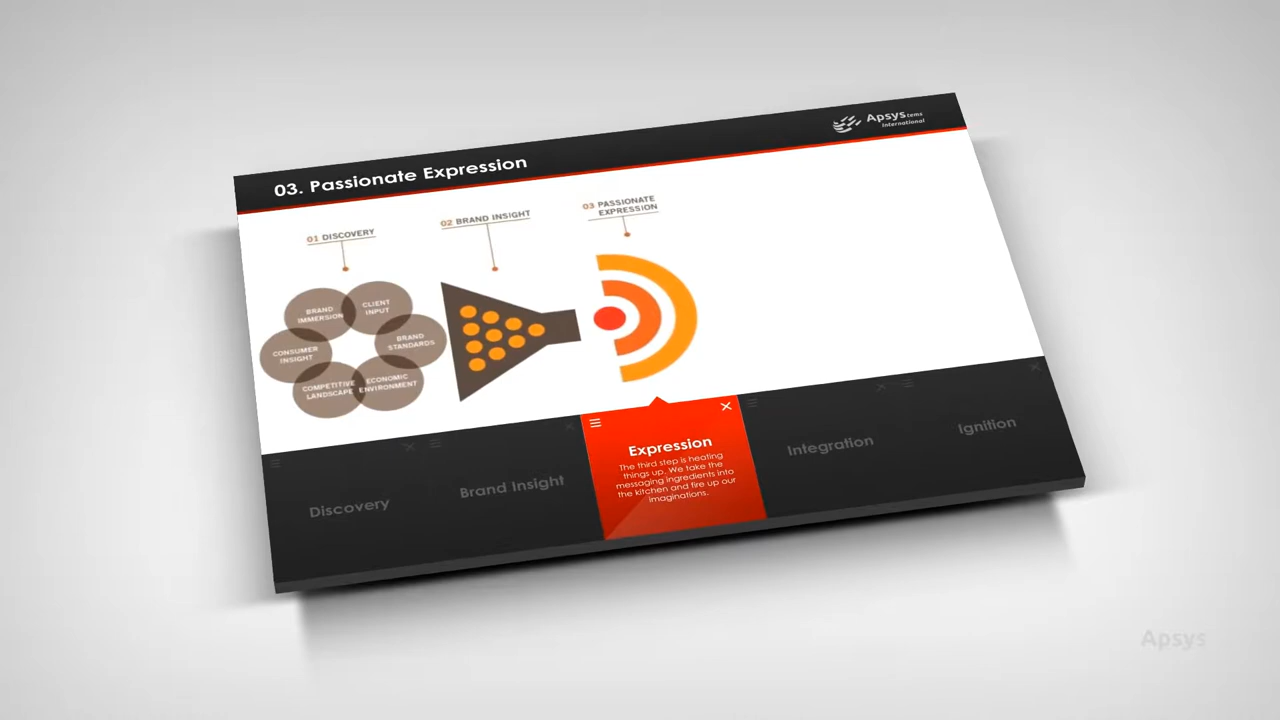 Apsystems
International
03. Passionate Expression
01 DISCOVERY
02 BRAND INSIGHT
03 PASSIONATE
EXPRESSION
BRAND
IMMERSION
CLIENT
INPUT
CONSUMER
INSIGHT
BRAND
STANDARDS
COMPETITIVE
LANDSCAPE
ECONOMIC
ENVIRONMENT
Discovery
Brand Insight
Expression
The third step is heating
things up. We take the
messaging ingredients into
the kitchen and fire up our
imaginations.
Integration
Ignition
Apsys